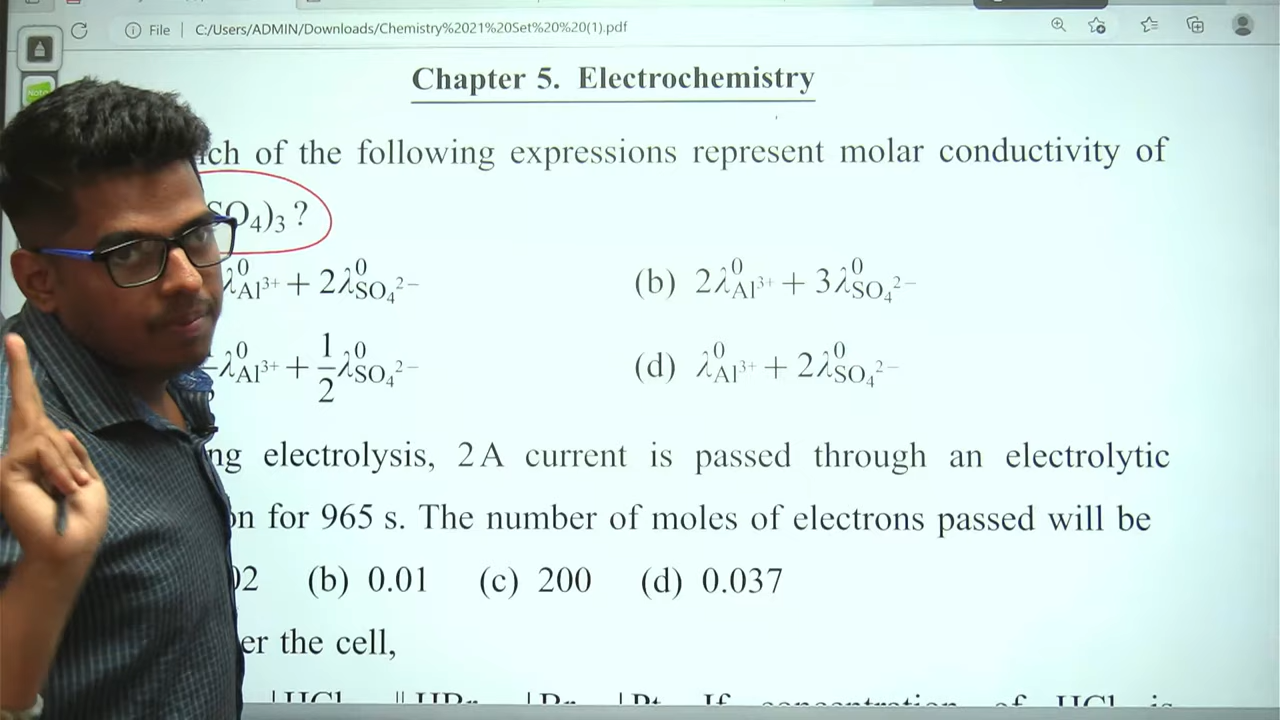 File | C:/Users/ADMIN/Downloads/Chemistry%2021%20Set%20%20(1).pdf
Note
Chapter 5. Electrochemistry
ich of the following expressions represent molar conductivity of
SO₄)₃ ?
λ⁰Al³⁺ + 2λ⁰SO₄²⁻ (b) 2λ⁰Al³⁺ + 3λ⁰SO₄²⁻
λ⁰Al³⁺ + 1/2 λ⁰SO₄²⁻ (d) λ⁰Al³⁺ + 2λ⁰SO₄²⁻
ng electrolysis, 2 A current is passed through an electrolytic
on for 965 s. The number of moles of electrons passed will be
02 (b) 0.01 (c) 200 (d) 0.037
er the cell,